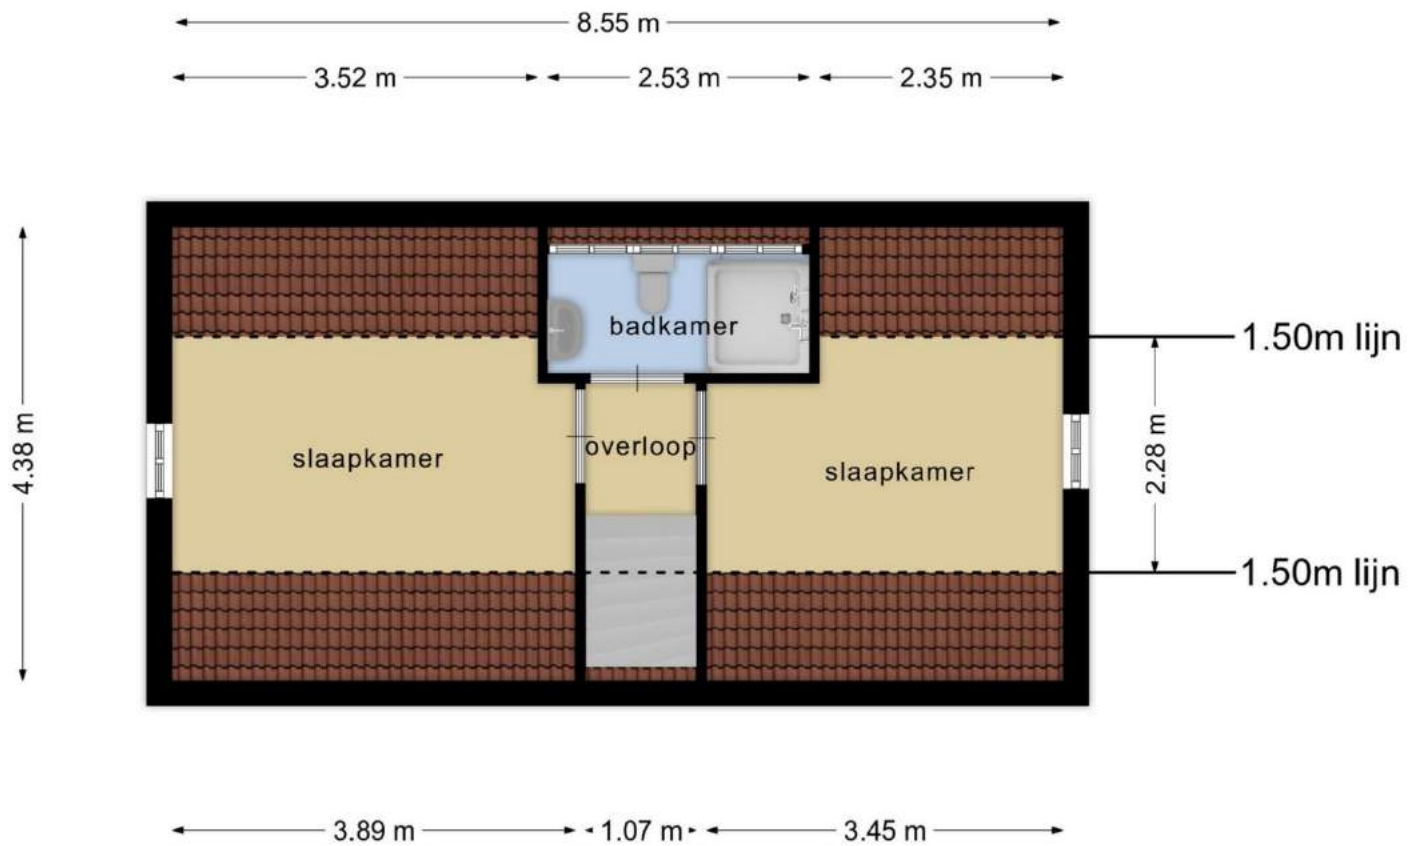 8.55 m
3.52 m
2.53 m
2.35 m
badkamer
1.50m lijn
4.38 m
slaapkamer
overloop
slaapkamer
2.28 m
1.50m lijn
3.89 m
1.07 m
3.45 m